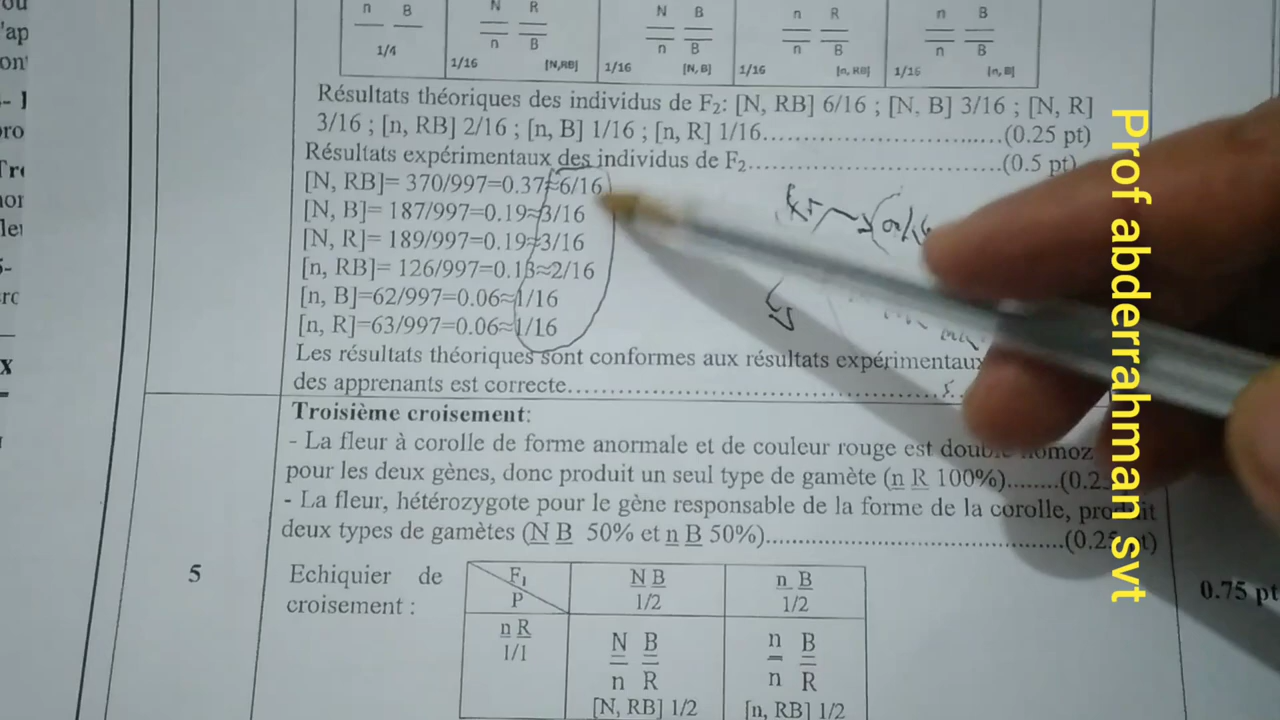 n B N R N B n R n B
n B n B n n B
1/4
1/16 [N,RB] 1/16 [N, B] 1/16 [n, RB] 1/16 [n, B]
Résultats théoriques des individus de F₂: [N, RB] 6/16 ; [N, B] 3/16 ; [N, R]
3/16 ; [n, RB] 2/16 ; [n, B] 1/16 ; [n, R] 1/16..............................(0.25 pt)
Résultats expérimentaux des individus de F₂................................(0.5 pt)
[N, RB]= 370/997=0.37≈6/16
[N, B]= 187/997=0.19≈3/16
[N, R]= 189/997=0.19≈3/16
[n, RB]= 126/997=0.13≈2/16
[n, B]=62/997=0.06≈1/16
[n, R]=63/997=0.06≈1/16
Les résultats théoriques sont conformes aux résultats expérimentaux
des apprenants est correcte
Troisième croisement:
- La fleur à corolle de forme anormale et de couleur rouge est double homoz
pour les deux gènes, donc produit un seul type de gamète (n R 100%)........(0.2
- La fleur, hétérozygote pour le gène responsable de la forme de la corolle, produit
deux types de gamètes (N B 50% et n B 50%)..........................................(0.25 pt)
5
Echiquier de
croisement :
F₁ N B n B
P 1/2 1/2
n R N B n B
1/1 n R n R
[N, RB] 1/2 [n, RB] 1/2
0.75 pt
Prof abderrahman svt